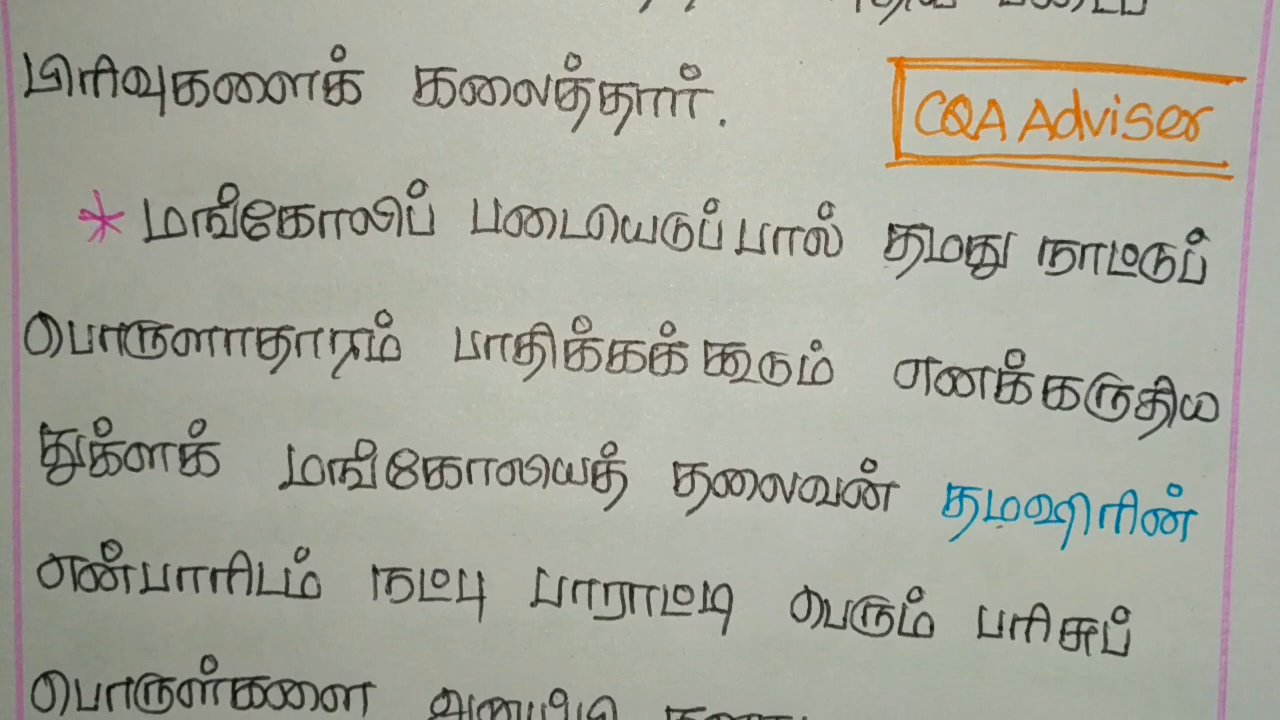 பிரிவுகளைக் கலைத்தார்.
CQA Adviser
* மங்கோலிப் படையெடுப்பால் தமது நாட்டுப்
பொருளாதாரம் பாதிக்கக்கூடும் எனக்கருதிய
துக்ளக் மங்கோலியத் தலைவன் தமஷிரின்
என்பாரிடம் நட்பு பாராட்டி பெரும் பரிசுப்
பொருள்களை அனுப்பி